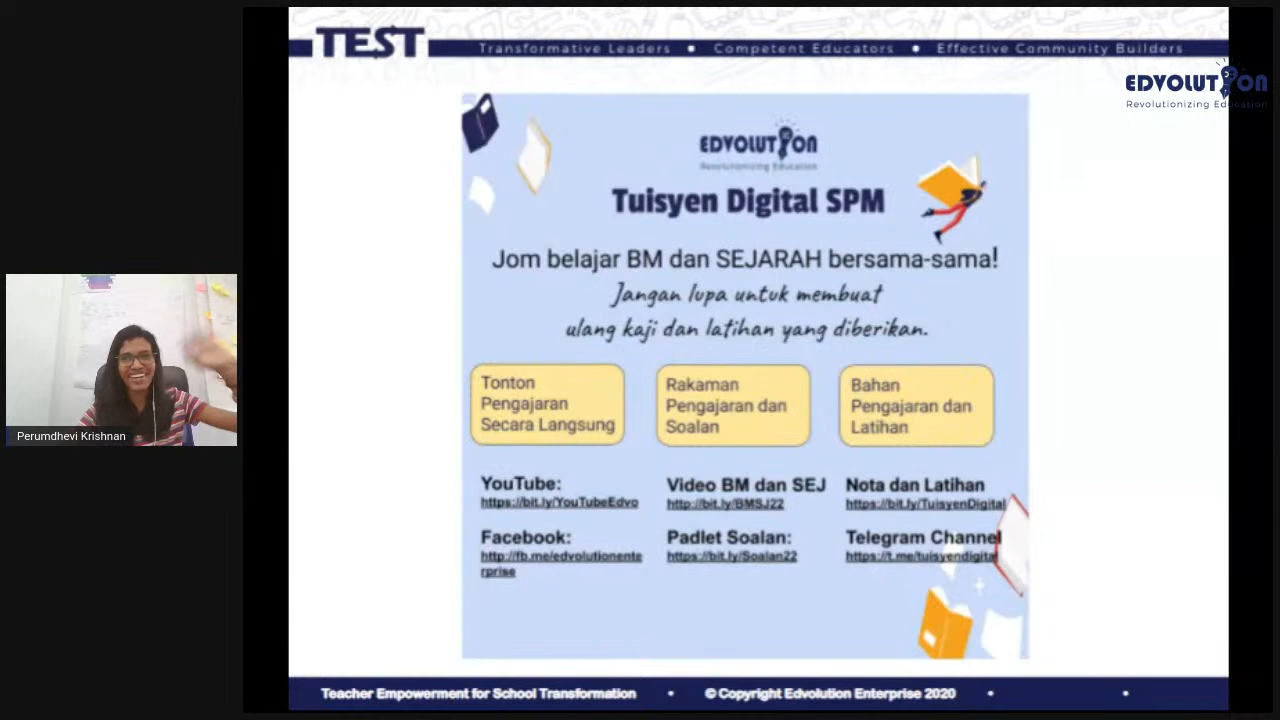 TEST
Transformative Leaders • Competent Educators • Effective Community Builders
EDVOLUTION
Revolutionizing Education
EDVOLUTION
Revolutionizing Education
Tuisyen Digital SPM
Jom belajar BM dan SEJARAH bersama-sama!
Jangan lupa untuk membuat
ulang kaji dan latihan yang diberikan.
Tonton
Pengajaran
Secara Langsung
Rakaman
Pengajaran dan
Soalan
Bahan
Pengajaran dan
Latihan
YouTube:
https://bit.ly/YouTubeEdvo
Facebook:
http://fb.me/edvolutionente
rprise
Video BM dan SEJ
http://bit.ly/BMSJ22
Padlet Soalan:
https://bit.ly/Soalan22
Nota dan Latihan
https://bit.ly/TuisyenDigital
Telegram Channel
https://t.me/tuisyendigital
Perumdhevi Krishnan
Teacher Empowerment for School Transformation • © Copyright Edvolution Enterprise 2020 • •